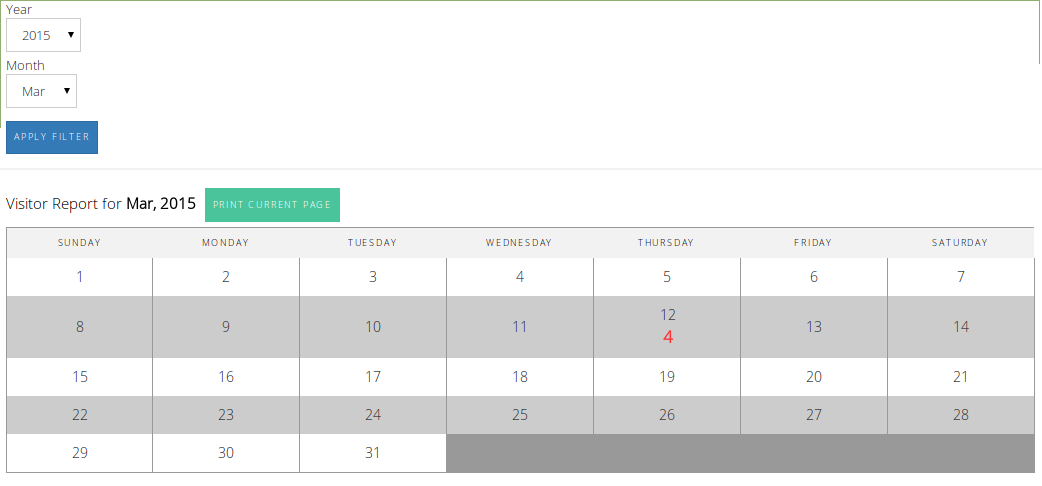 Year
2015
Month
Mar
APPLY FILTER
Visitor Report for Mar, 2015 PRINT CURRENT PAGE
SUNDAY MONDAY TUESDAY WEDNESDAY THURSDAY FRIDAY SATURDAY
1 2 3 4 5 6 7
8 9 10 11 12 13 14
4
15 16 17 18 19 20 21
22 23 24 25 26 27 28
29 30 31